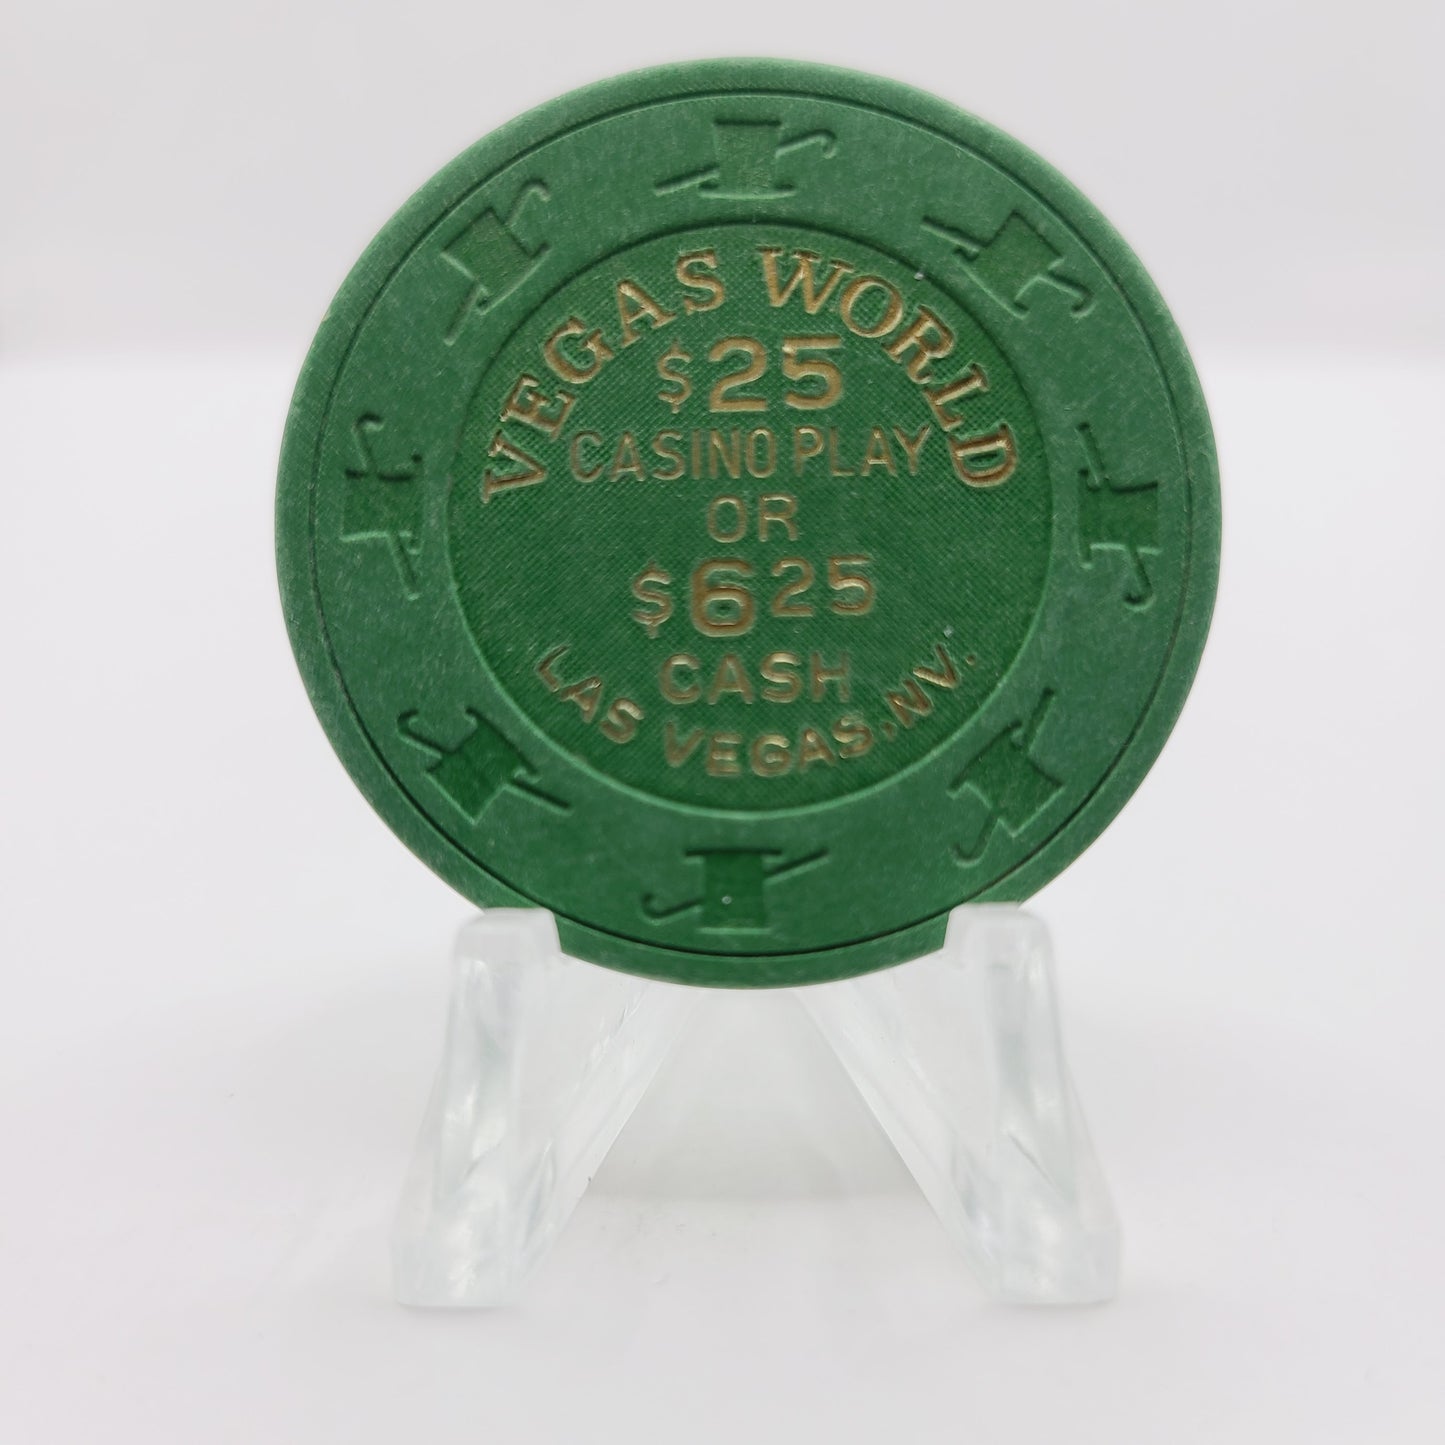 VEGAS WORLD
$25
CASINO PLAY
OR
$625
CASH
LAS VEGAS, NV.